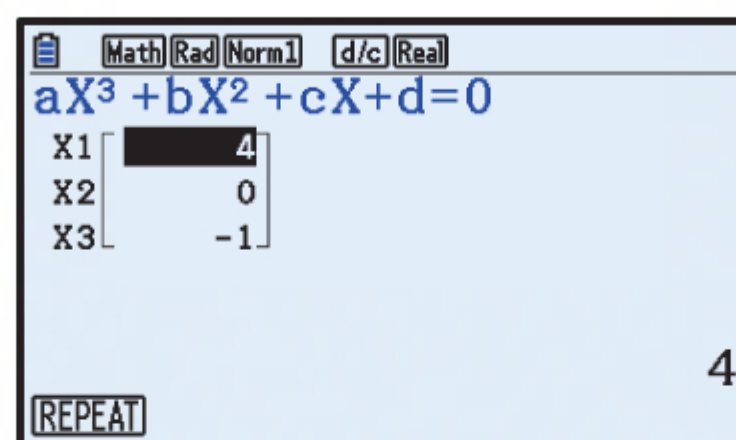 Math Rad Norm1 d/c Real
aX³ +bX² +cX+d=0
X1 4
X2 0
X3 -1
4
REPEAT